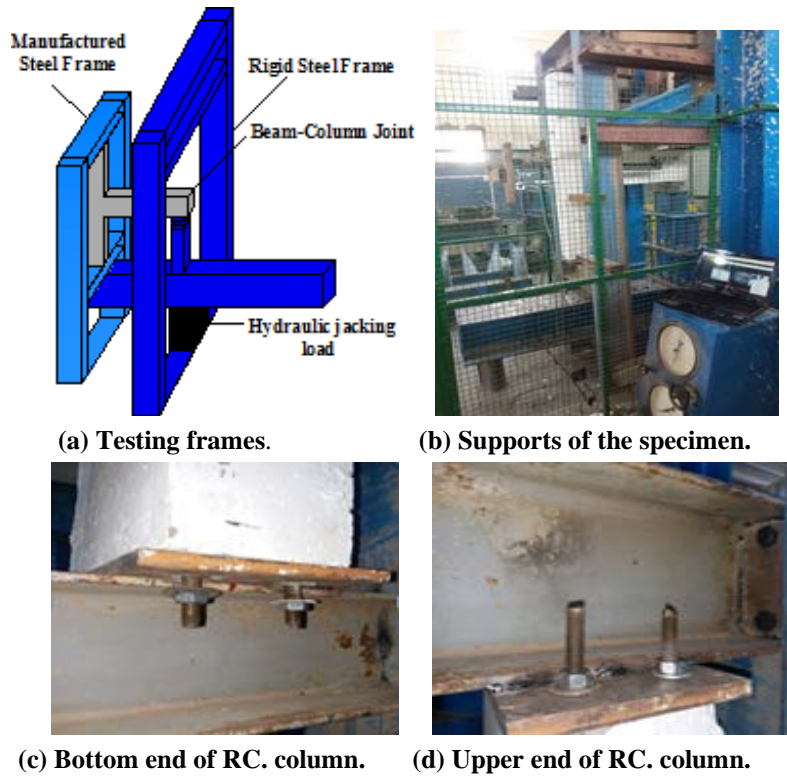 Manufactured
Steel Frame
Rigid Steel Frame
Beam-Column Joint
Hydraulic jacking
load
(a) Testing frames.
(b) Supports of the specimen.
(c) Bottom end of RC. column.
(d) Upper end of RC. column.